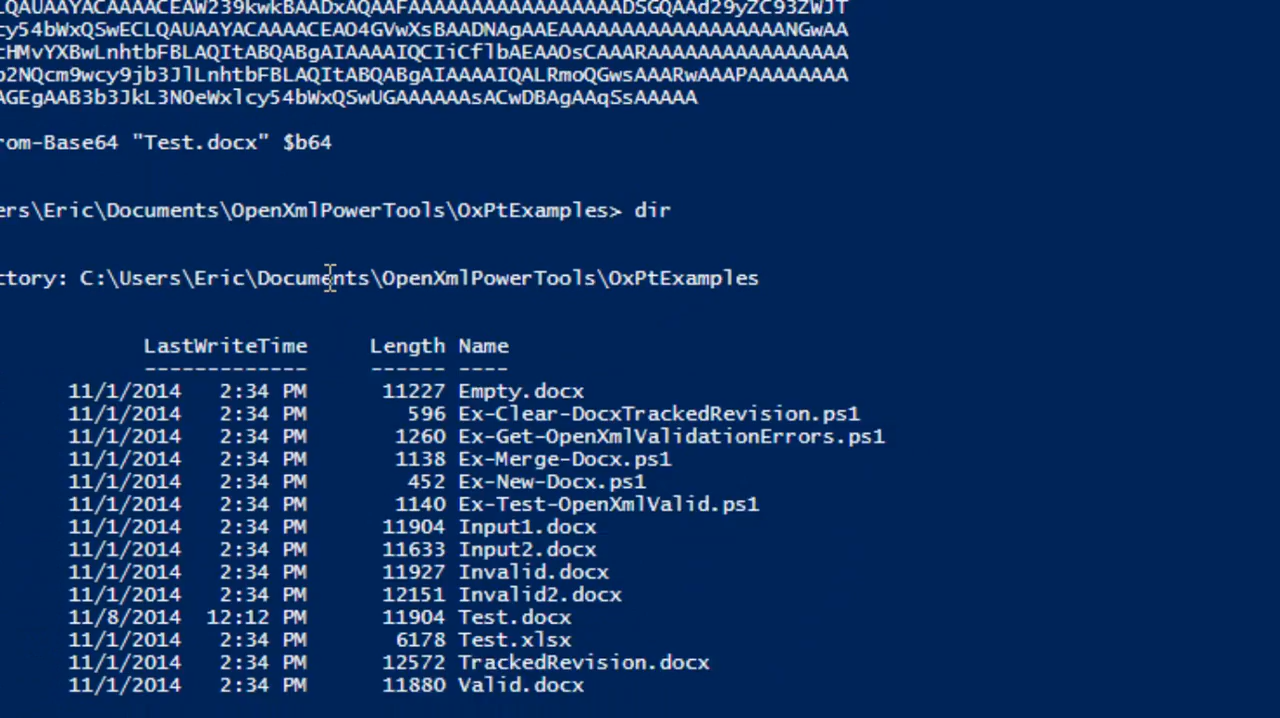 LQAUAAYACAAAACEAW239kwkBAADxAQAAFAAAAAAAAAAAAAAAAADSGQAAd29yZC93ZWJT
cy54bWxQSwECLQAUAAYACAAAACEAO4GVwXsBAADNAgAAEAAAAAAAAAAAAAAAAAANGwAA
cHMvYXBwLnhtbFBLAQItABQABgAIAAAAIQCIiCflbAEAAOsCAAARAAAAAAAAAAAAAAAA
b2NQcm9wcy9jb3JlLnhtbFBLAQItABQABgAIAAAAIQALRmoQGwsAAARwAAAPAAAAAAAA
AGEgAAB3b3JkL3N0eWxlcy54bWxQSwUGAAAAAAsACwDBAgAAqSsAAAAA
rom-Base64 "Test.docx" $b64
ers\Eric\Documents\OpenXmlPowerTools\OxPtExamples> dir
ctory: C:\Users\Eric\Documents\OpenXmlPowerTools\OxPtExamples
LastWriteTime Length Name
------------- ------ ----
11/1/2014 2:34 PM 11227 Empty.docx
11/1/2014 2:34 PM 596 Ex-Clear-DocxTrackedRevision.ps1
11/1/2014 2:34 PM 1260 Ex-Get-OpenXmlValidationErrors.ps1
11/1/2014 2:34 PM 1138 Ex-Merge-Docx.ps1
11/1/2014 2:34 PM 452 Ex-New-Docx.ps1
11/1/2014 2:34 PM 1140 Ex-Test-OpenXmlValid.ps1
11/1/2014 2:34 PM 11904 Input1.docx
11/1/2014 2:34 PM 11633 Input2.docx
11/1/2014 2:34 PM 11927 Invalid.docx
11/1/2014 2:34 PM 12151 Invalid2.docx
11/8/2014 12:12 PM 11904 Test.docx
11/1/2014 2:34 PM 6178 Test.xlsx
11/1/2014 2:34 PM 12572 TrackedRevision.docx
11/1/2014 2:34 PM 11880 Valid.docx